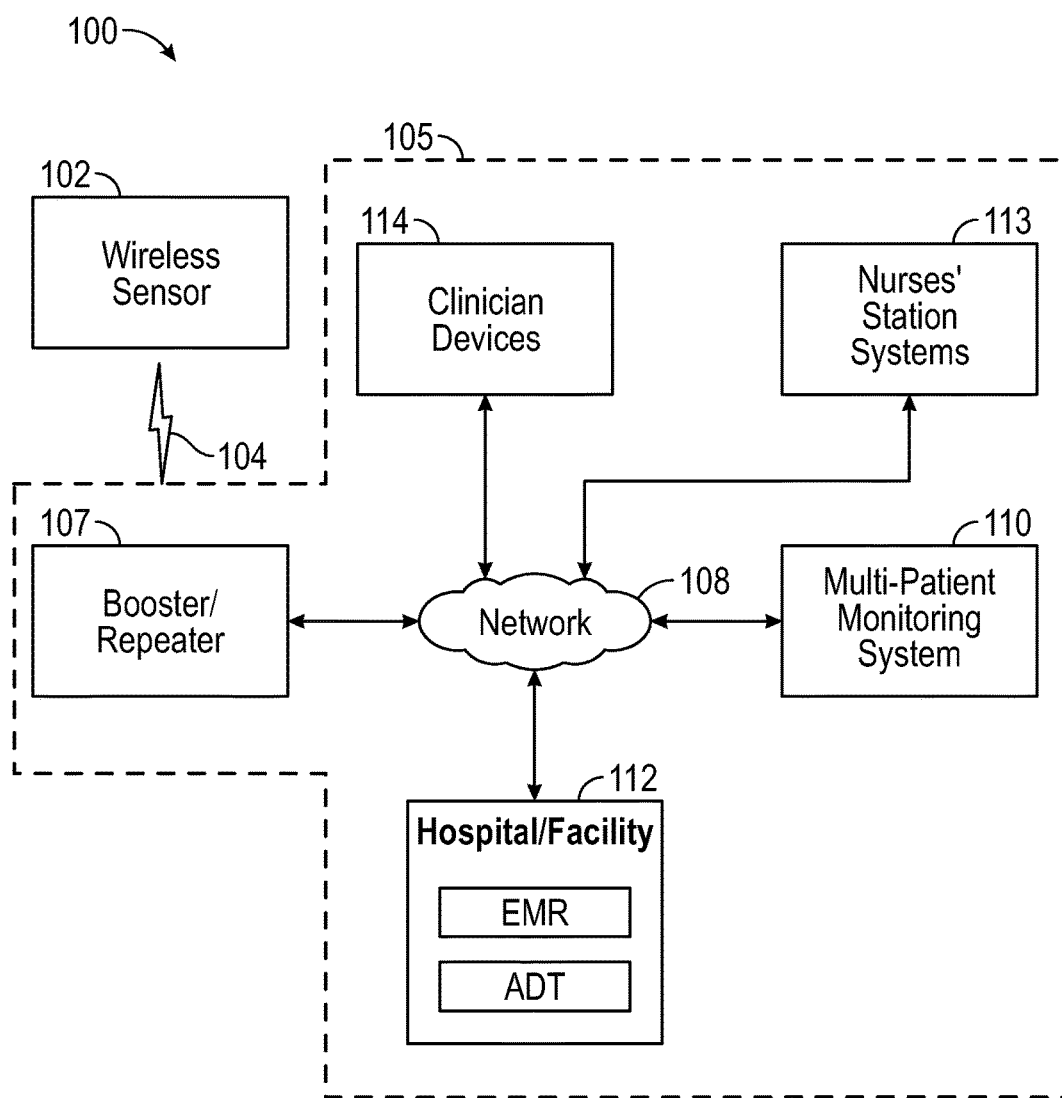 100
105
102
Wireless
Sensor
114
Clinician
Devices
113
Nurses'
Station
Systems
104
107
Booster/
Repeater
108
Network
110
Multi-Patient
Monitoring
System
112
Hospital/Facility
EMR
ADT